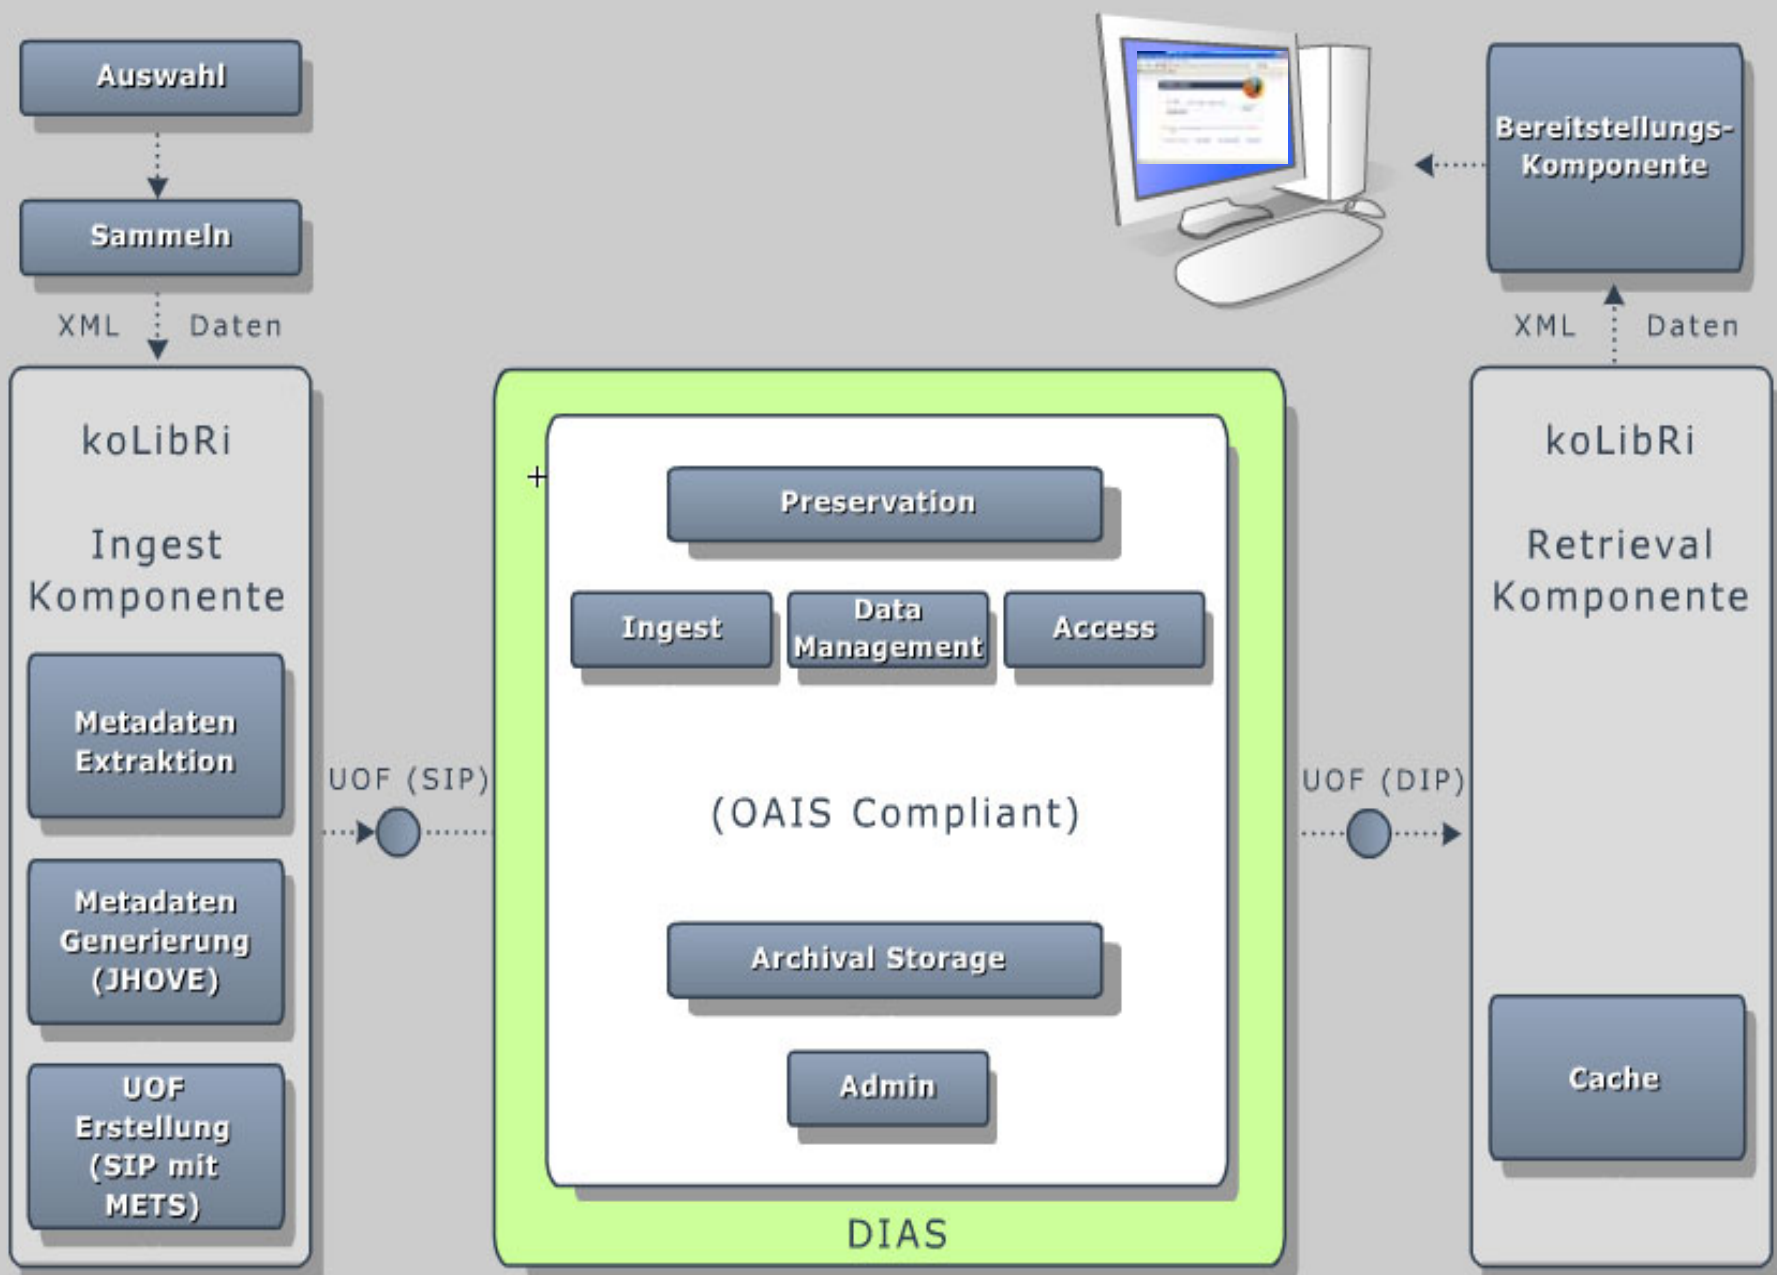 Auswahl
Sammeln
XML Daten
koLibRi
Ingest
Komponente
Metadaten
Extraktion
Metadaten
Generierung
(JHOVE)
UOF
Erstellung
(SIP mit
METS)
UOF (SIP)
Preservation
Ingest
Data
Management
Access
(OAIS Compliant)
Archival Storage
Admin
DIAS
UOF (DIP)
Bereitstellungs-
Komponente
XML Daten
koLibRi
Retrieval
Komponente
Cache